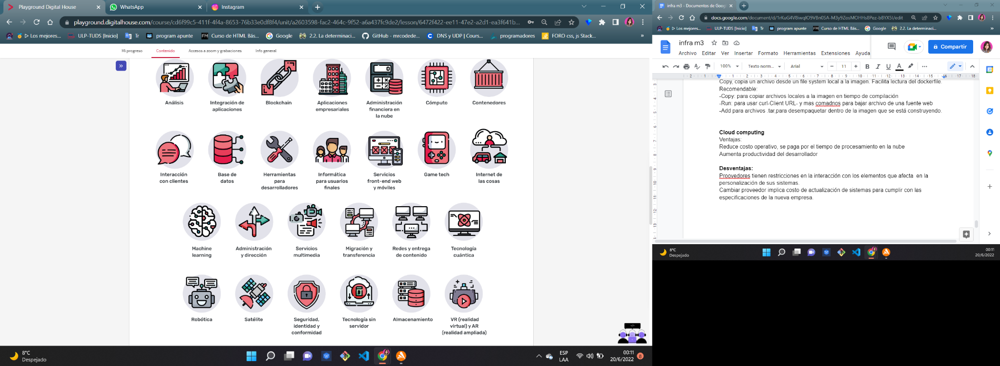 Playground Digital House
WhatsApp
Instagram
playground.digitalhouse.com/course/cd6f99c5-411f-4f4a-8653-76b33e0df8f4/unit/a2603598-fac2-464c-9f52-a6a437fc9de2/lesson/6472f422-ee11-47e2-a2d1-ea3f641b...
▷ Los mejores...
ULP-TUDS [Inicio]
Tr
program apunte
FM Curso de HTML Bás...
Google
2.2. La determinaci...
GitHub - mrcodede...
C DNS y UDP | Cours...
programadores
FORO css, js Stack...
»
Mi progreso
Contenido
Accesos a zoom y grabaciones
Info general
»
Análisis
Integración de
aplicaciones
Blockchain
Aplicaciones
empresariales
Administración
financiera en
la nube
Cómputo
Contenedores
Interacción
con clientes
Base de
datos
Herramientas
para
desarrolladores
Informática
para usuarios
finales
Servicios
front-end web
y móviles
Game tech
Internet de
las cosas
Machine
learning
Administración
y dirección
Servicios
multimedia
Migración y
transferencia
Redes y entrega
de contenido
Tecnología
cuántica
Robótica
Satélite
Seguridad,
identidad y
conformidad
Tecnología sin
servidor
Almacenamiento
VR (realidad
virtual) y AR
(realidad ampliada)
8°C
Despejado
ESP
LAA
00:11
20/6/2022
8
infra m3 - Documentos de Goog
docs.google.com/document/d/1rKuG4V8iwqIO9VBn0SA-M3y9ZosMOHHs8Pez-bBYX5I/edit
▷ Los mejores...
ULP-TUDS [Inicio]
Tr
program apunte
FM Curso de HTML Bás...
Google
2.2. La determinaci...
»
infra m3
Archivo Editar Ver Insertar Formato Herramientas Extensiones Ayuda
Compartir
100%
Texto norm...
Arial
11
B I U A
Copy, copia un archivo desde un file system local a la imagen. Facilita lectura del dockerfile.
Recomendable:
-Copy: para copiar archivos locales a la imagen en tiempo de compilación
-Run: para usar curl-Client URL- y mas comadnos para bajar archivo de una fuente web
-Add para archivos .tar,para desempaquetar dentro de la imagen que se está construyendo.
Cloud computing
Ventajas:
Reduce costo operativo, se paga por el tiempo de procesamiento en la nube
Aumenta productividad del desarrollador
Desventajas:
Proovedores tienen restricciones en la interacción con los elementos que afecta en la
personalización de sus sistemas.
Cambiar proveedor implica costo de actualización de sistemas para cumplir con las
especificaciones de la nueva empresa.
8°C
Despejado
00:11
20/6/2022